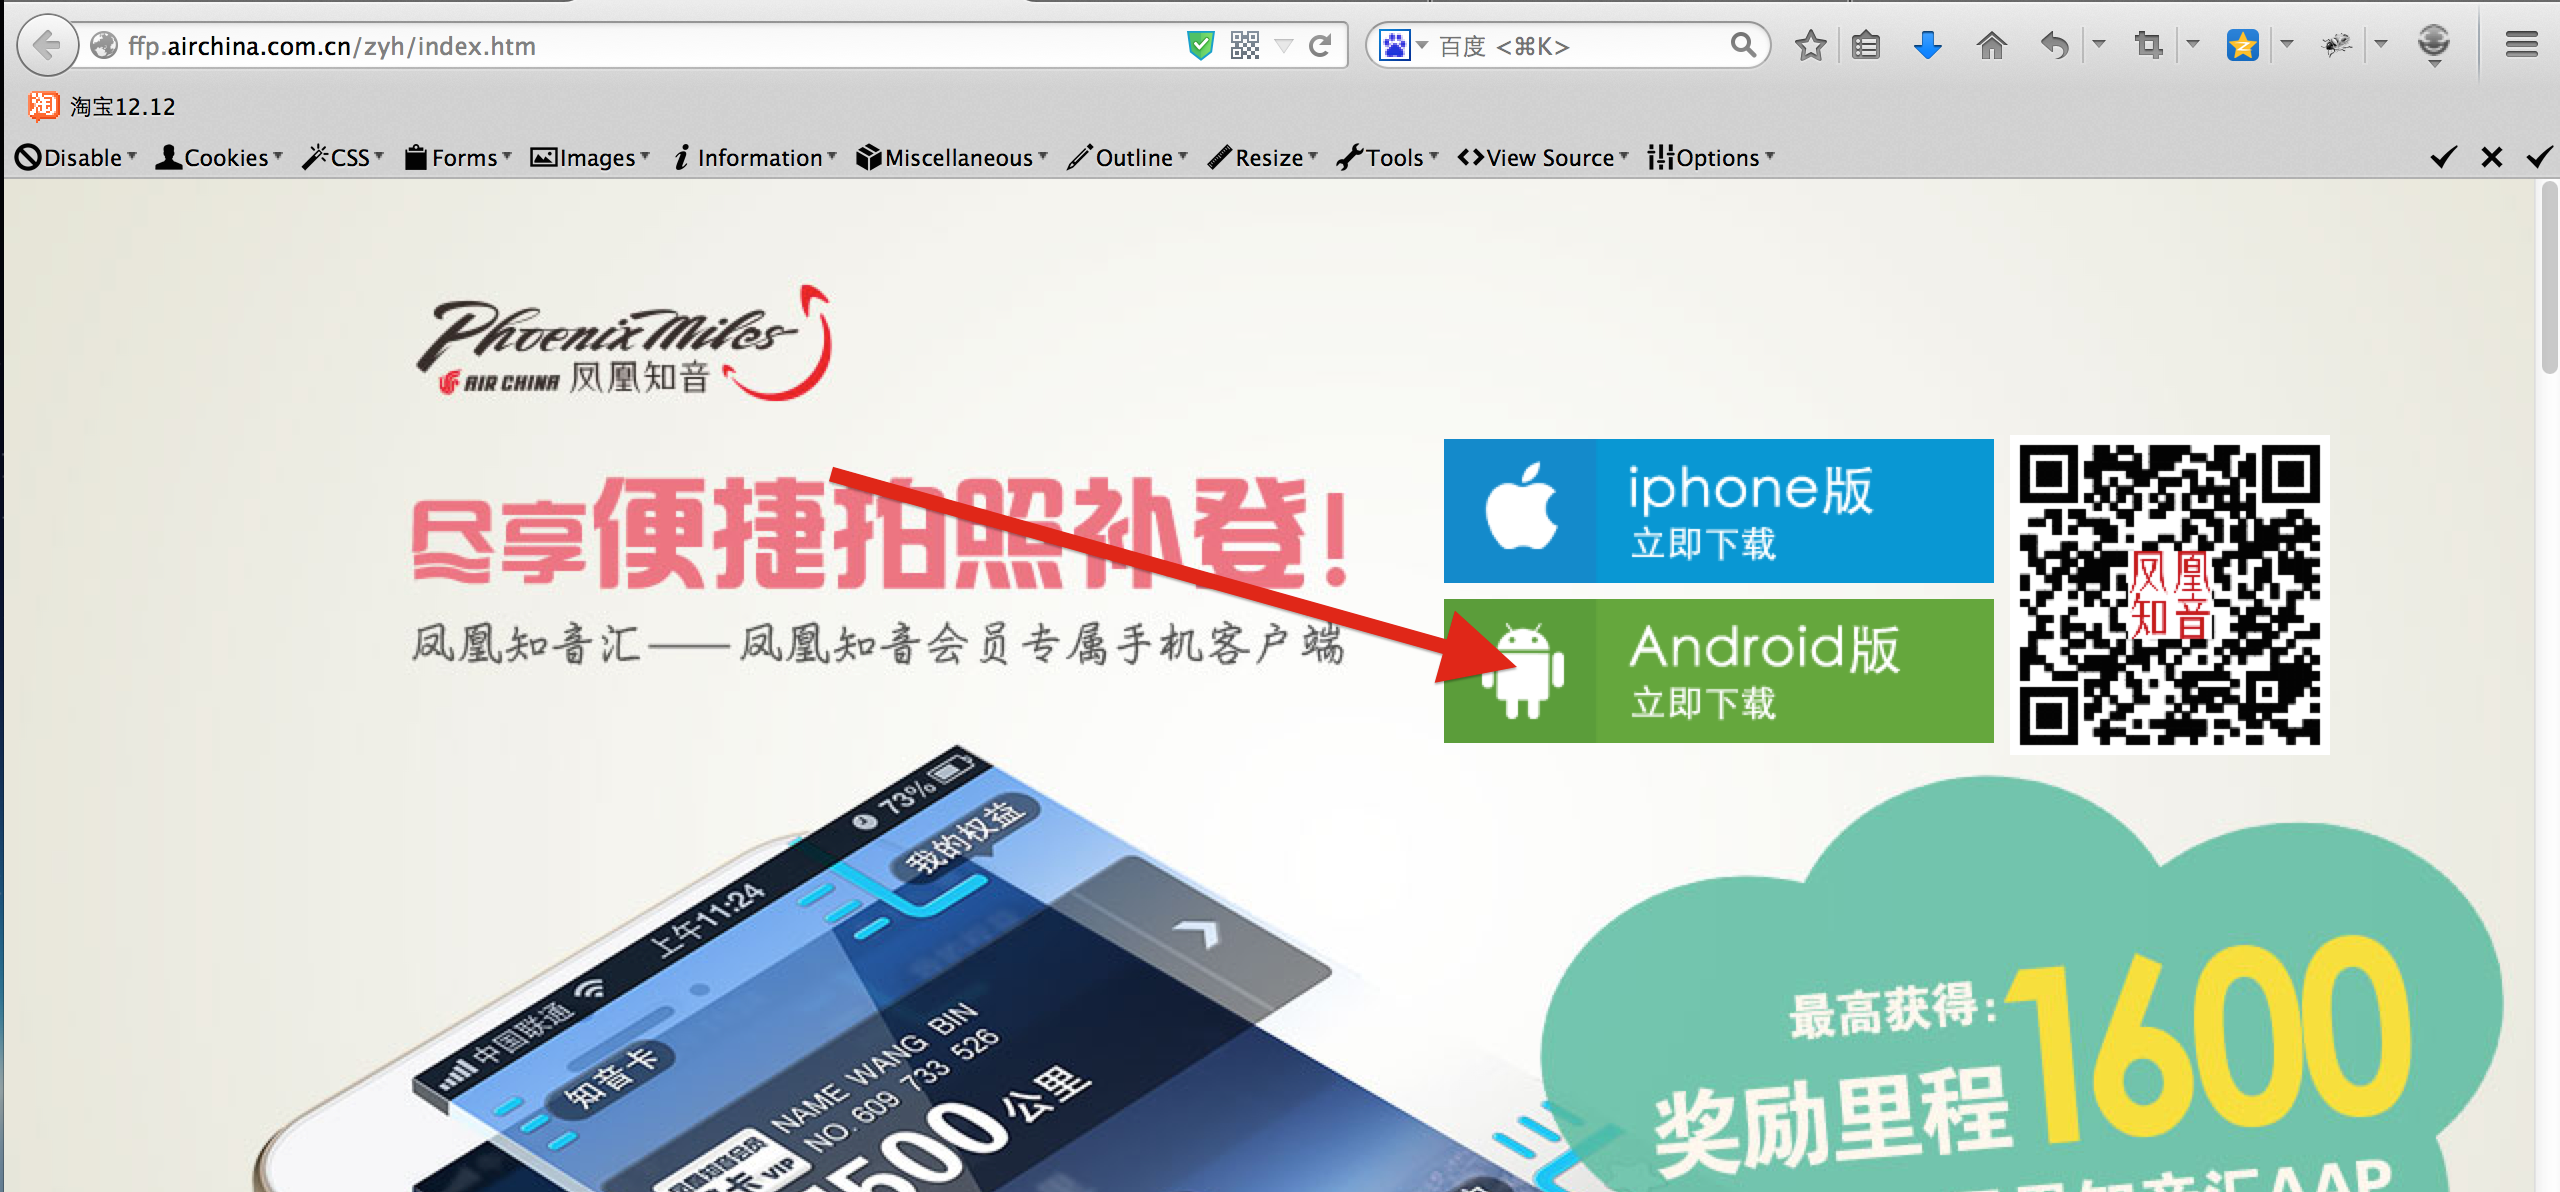 ffp.airchina.com.cn/zyh/index.htm
百度 <⌘K>
淘
淘宝12.12
Disable Cookies CSS Forms Images Information Miscellaneous Outline Resize Tools View Source Options
Phoenix Miles
AIR CHINA 凤凰知音
尽享便捷拍照补登!
凤凰知音汇——凤凰知音会员专属手机客户端
iphone版
立即下载
Android版
立即下载
凤凰
知音
73%
上午11:24
中国联通
我的权益
知音卡
NAME WANG BIN
NO. 609 733 526
500 公里
卡 VIP
最高获得:1600
奖励里程